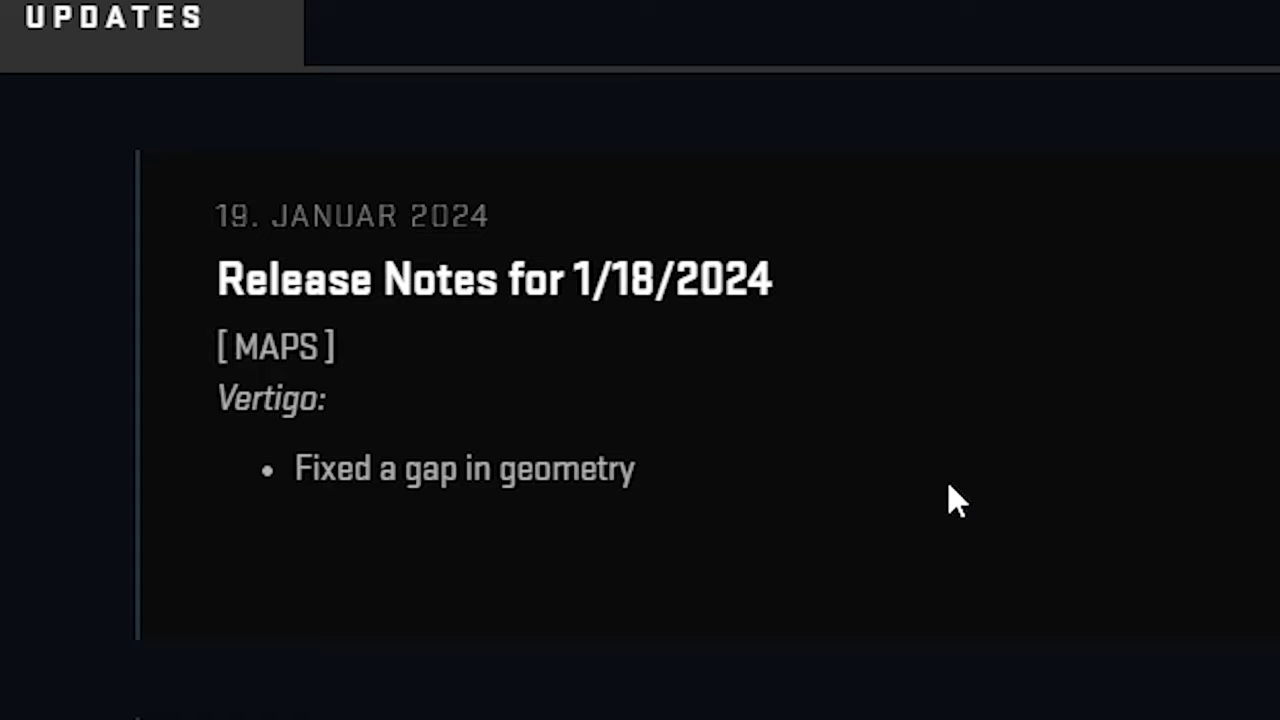 UPDATES
19. JANUAR 2024
Release Notes for 1/18/2024
[ MAPS ]
Vertigo:
• Fixed a gap in geometry